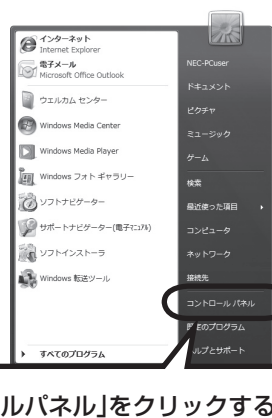 インターネット
Internet Explorer
電子メール
Microsoft Office Outlook
ウェルカム センター
Windows Media Center
Windows Media Player
Windows フォト ギャラリー
ソフトナビゲーター
サポートナビゲーター(電子マニュアル)
ソフトインストーラ
Windows 転送ツール
すべてのプログラム
NEC-PCuser
ドキュメント
ピクチャ
ミュージック
ゲーム
検索
最近使った項目
コンピュータ
ネットワーク
接続先
コントロール パネル
のプログラム
ルプとサポート
ルパネル」をクリックする